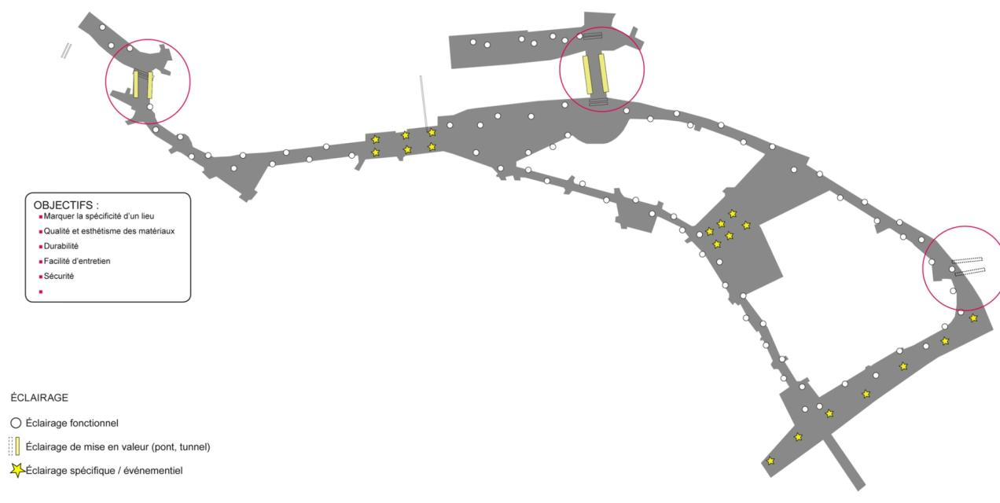 OBJECTIFS :
Marquer la spécificité d'un lieu
Qualité et esthétisme des matériaux
Durabilité
Facilité d'entretien
Sécurité
ÉCLAIRAGE
Éclairage fonctionnel
Éclairage de mise en valeur (pont, tunnel)
Éclairage spécifique / événementiel